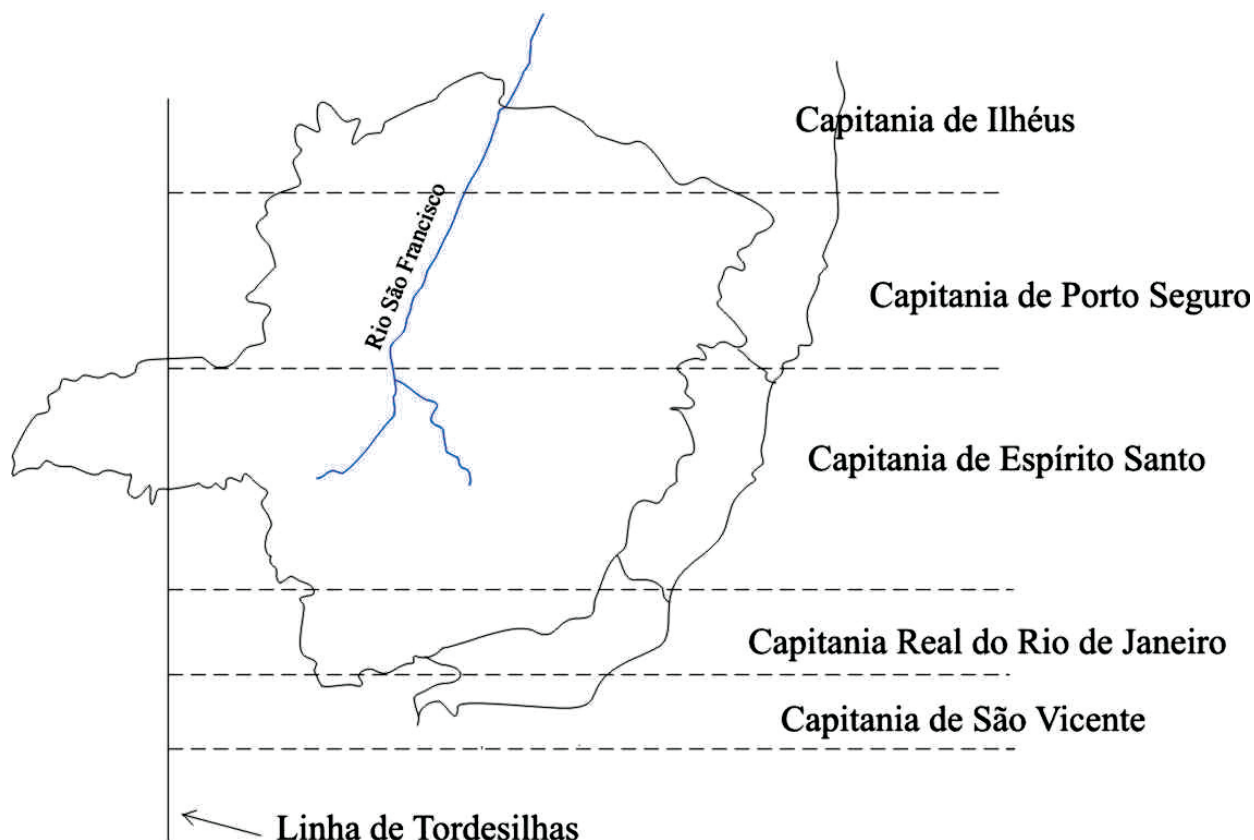 Capitania de Ilhéus
Rio São Francisco
Capitania de Porto Seguro
Capitania de Espírito Santo
Capitania Real do Rio de Janeiro
Capitania de São Vicente
Linha de Tordesilhas